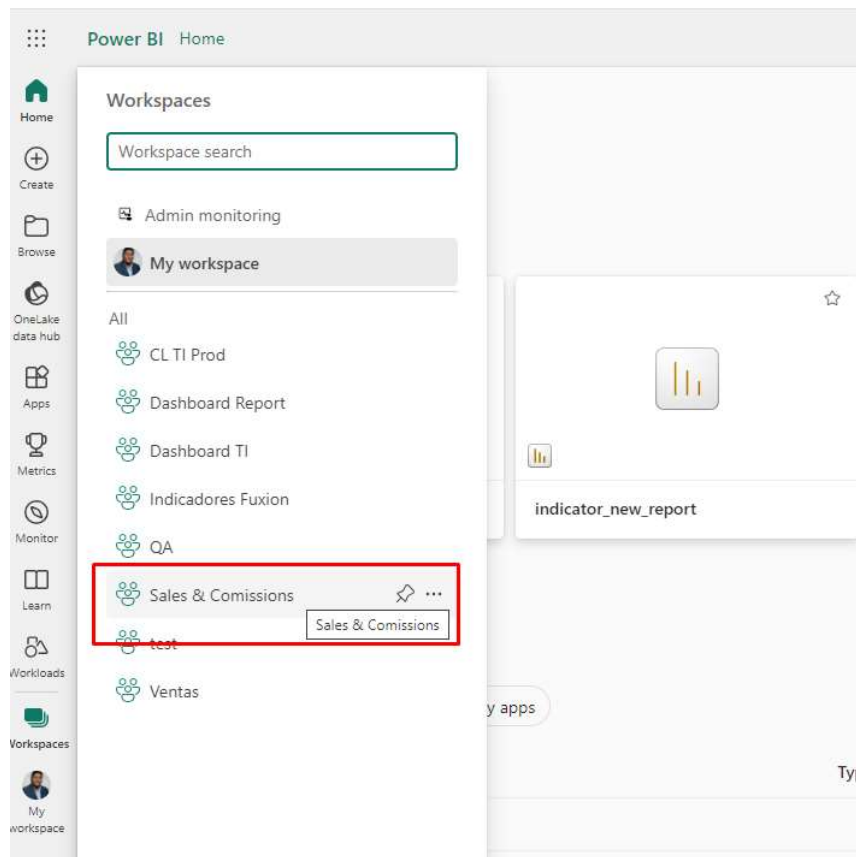 Power BI Home
Home
Create
Browse
OneLake
data hub
Apps
Metrics
Monitor
Learn
Workloads
Workspaces
My
workspace
Workspaces
Workspace search
Admin monitoring
My workspace
All
CL TI Prod
Dashboard Report
Dashboard TI
Indicadores Fuxion
QA
Sales & Comissions
Sales & Comissions
test
Ventas
indicator_new_report
y apps
Ty